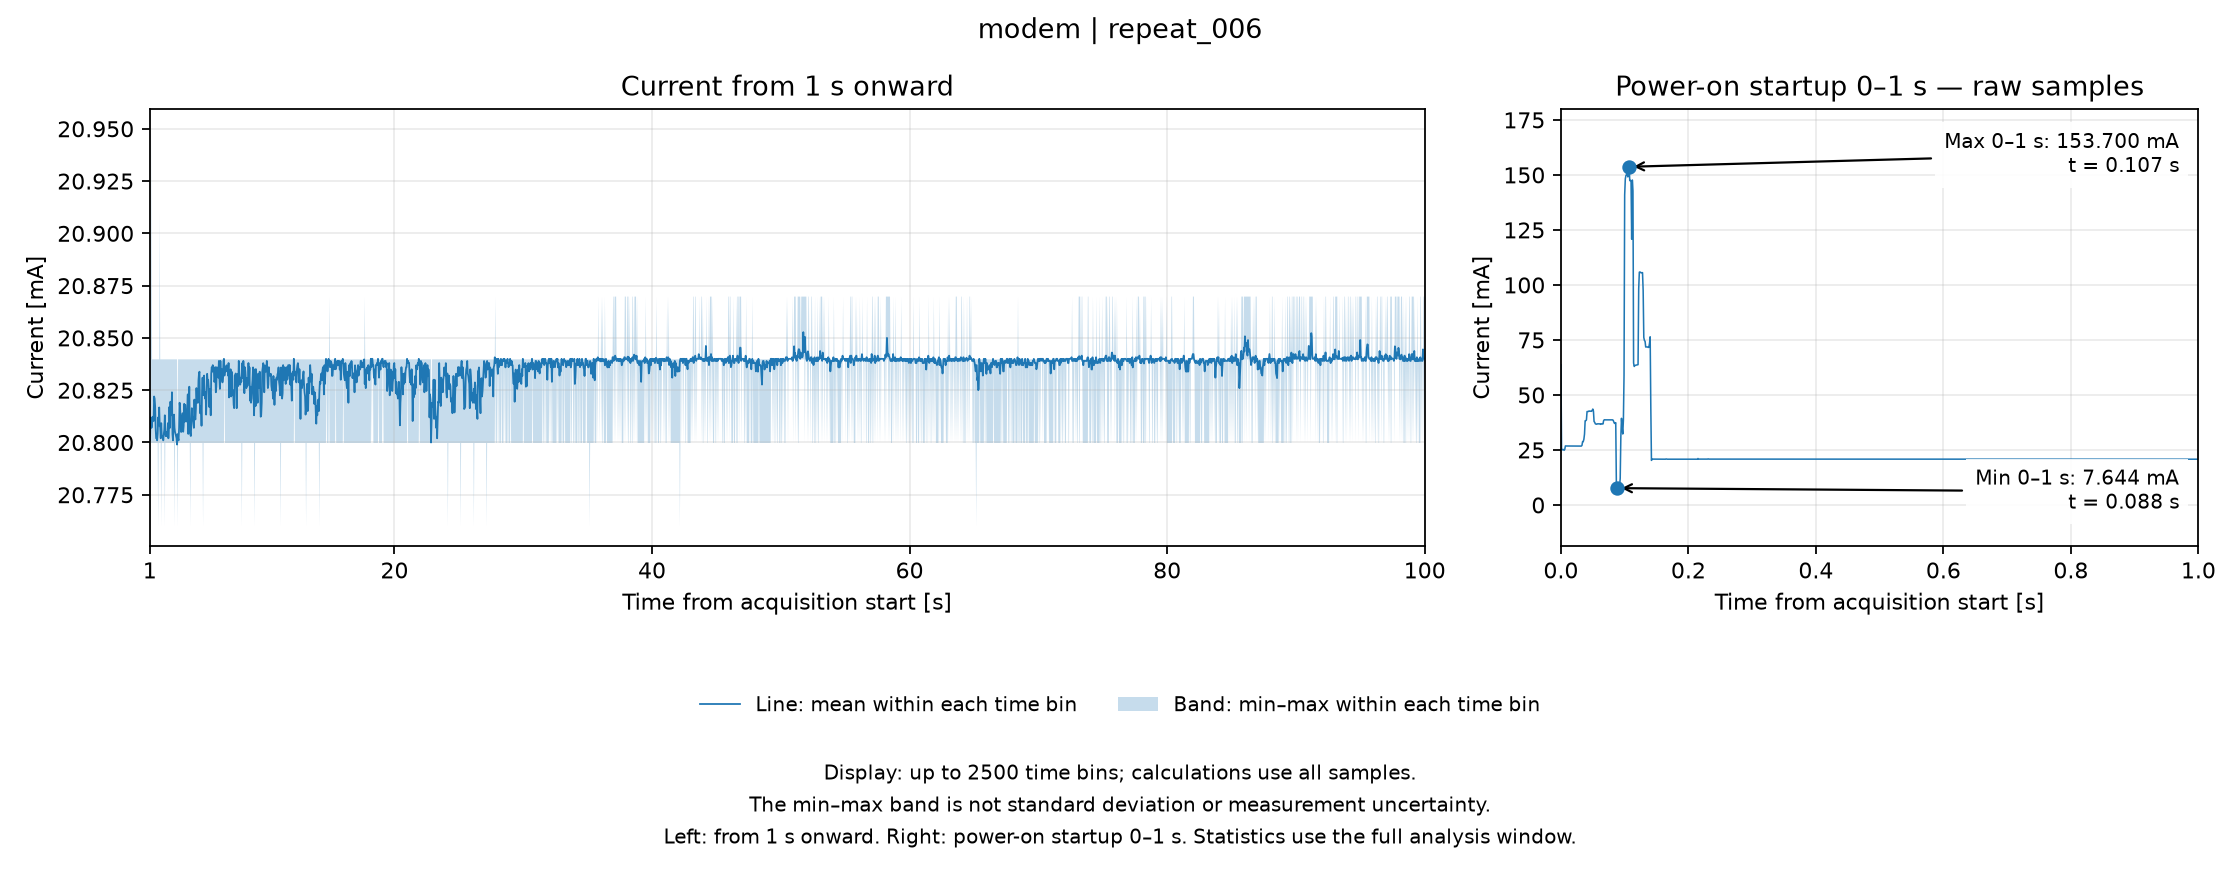 modem | repeat_006
Current from 1 s onward
20.950
20.925
20.900
20.875
20.850
20.825
20.800
20.775
Current [mA]
1
20
40
60
80
100
Time from acquisition start [s]
Power-on startup 0–1 s — raw samples
175
150
125
100
75
50
25
0
Current [mA]
Max 0–1 s: 153.700 mA
t = 0.107 s
Min 0–1 s: 7.644 mA
t = 0.088 s
0.0
0.2
0.4
0.6
0.8
1.0
Time from acquisition start [s]
Line: mean within each time bin
Band: min–max within each time bin
Display: up to 2500 time bins; calculations use all samples.
The min–max band is not standard deviation or measurement uncertainty.
Left: from 1 s onward. Right: power-on startup 0–1 s. Statistics use the full analysis window.